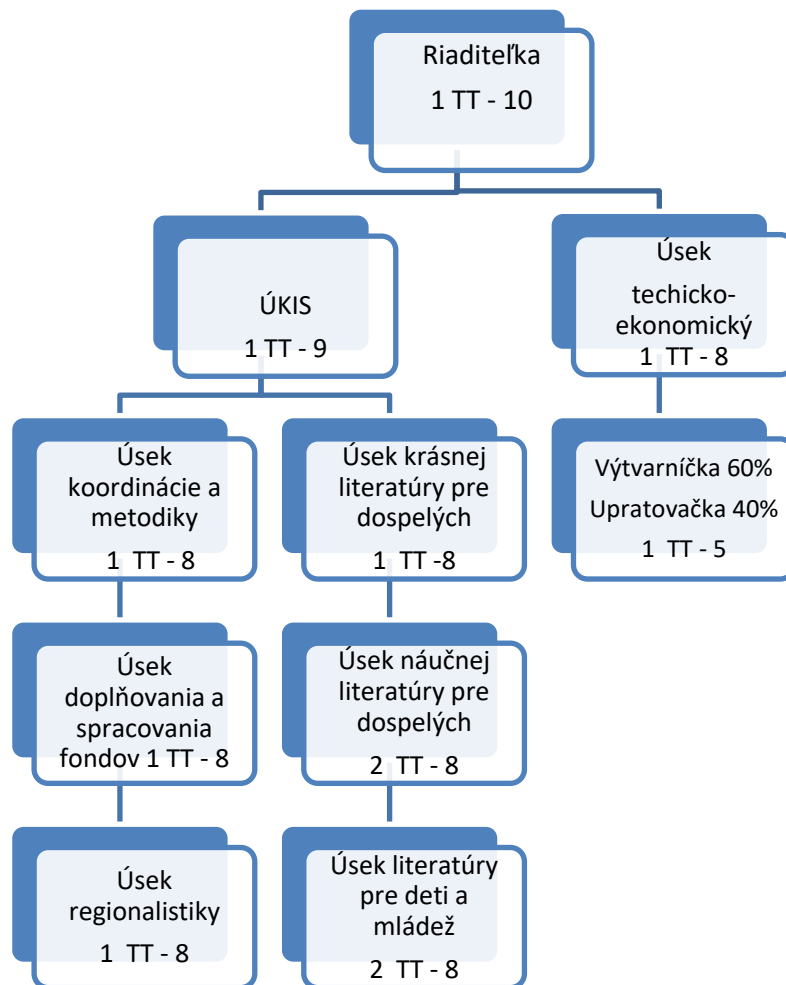 Riaditeľka
1 TT - 10
ÚKIS
1 TT - 9
Úsek
techicko-
ekonomický
1 TT - 8
Úsek
koordinácie a
metodiky
1 TT - 8
Úsek krásnej
literatúry pre
dospelých
1 TT -8
Výtvarníčka 60%
Upratovačka 40%
1 TT - 5
Úsek
doplňovania a
spracovania
fondov 1 TT - 8
Úsek náučnej
literatúry pre
dospelých
2 TT - 8
Úsek
regionalistiky
1 TT - 8
Úsek literatúry
pre deti a
mládež
2 TT - 8